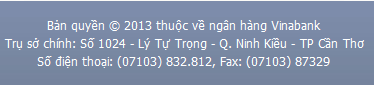 Bản quyền © 2013 thuộc về ngân hàng Vinabank
Trụ sở chính: Số 1024 - Lý Tự Trọng - Q. Ninh Kiều - TP Cần Thơ
Số điện thoại: (07103) 832.812, Fax: (07103) 87329